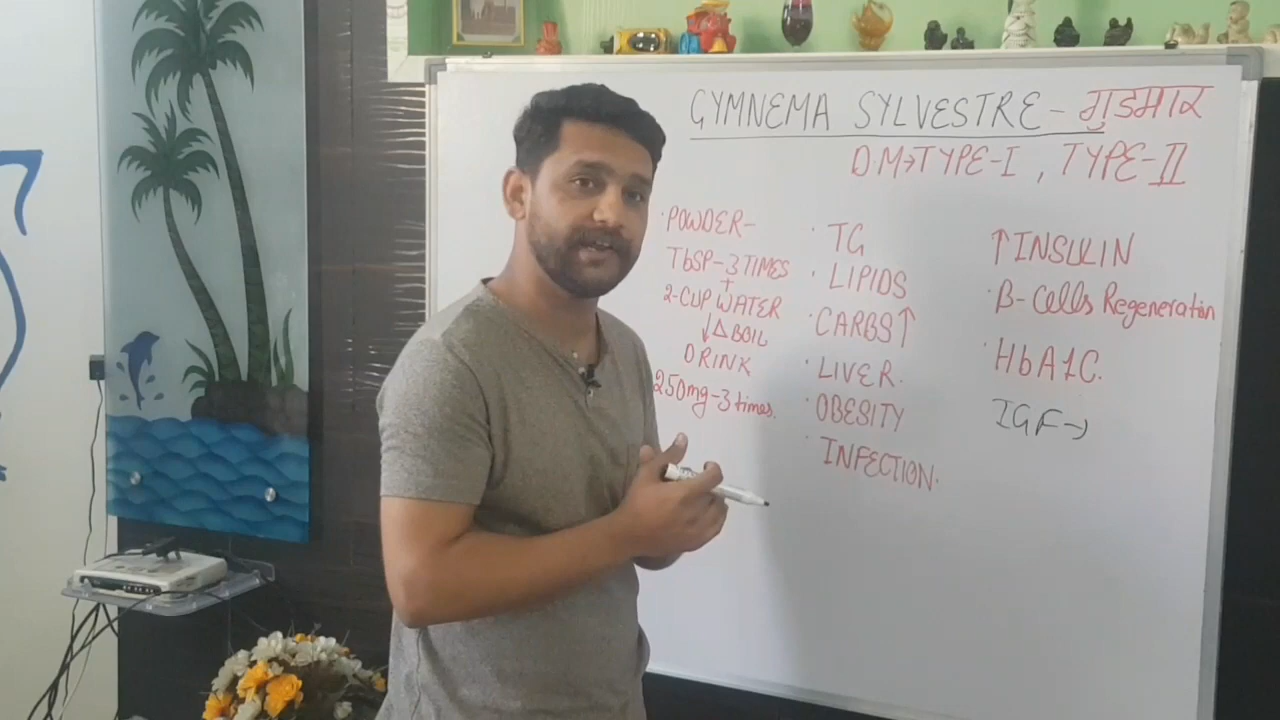 GYMNEMA SYLVESTRE - गुडमार
D.M→TYPE-I, TYPE-II
· POWDER-
TbSP-3 TIMES
+
2-CUP WATER
↓Δ BOIL
DRINK
250mg-3 times.
· TG
· LIPIDS
· CARBS↑
· LIVER.
· OBESITY
· INFECTION.
↑INSULIN
· β-Cells Regeneration
· HbA1C.
IGF→